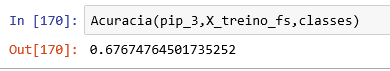 In [170]: Acuracia(pip_3,X_treino_fs,classes)
Out[170]: 0.67674764501735252